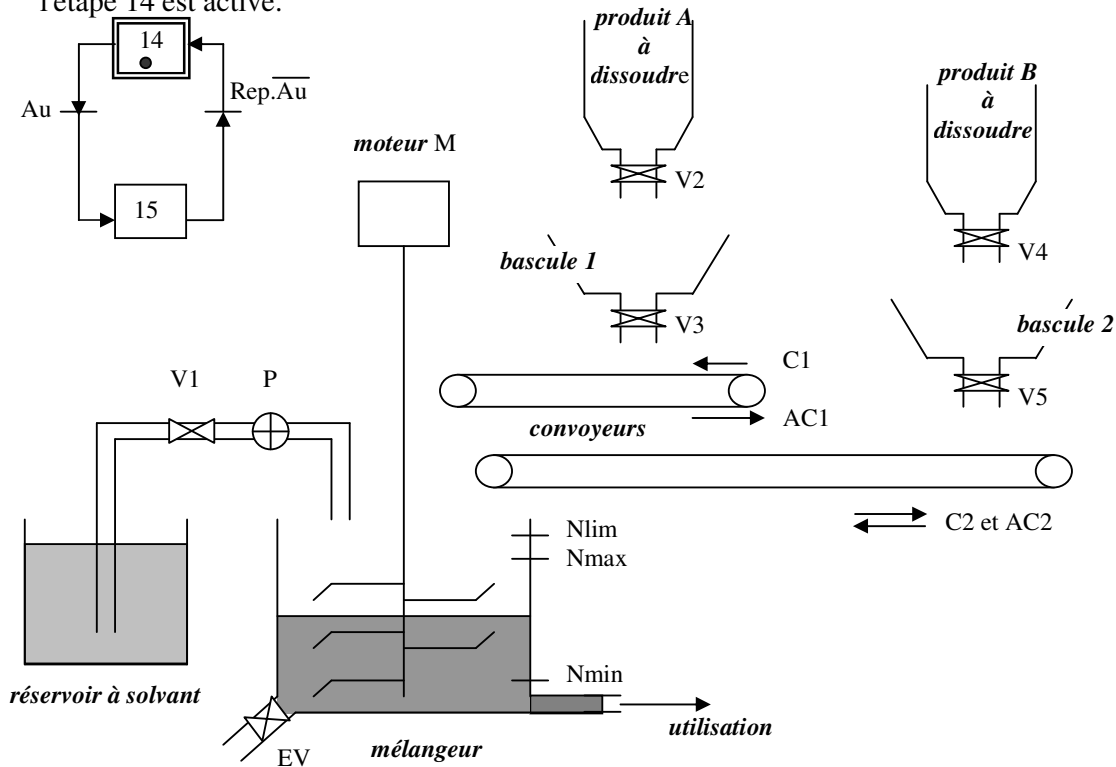 l'étape 14 est active.
14
Au
Rep.A̅u̅
15
moteur M
produit A
à
dissoudre
V2
produit B
à
dissoudre
V4
bascule 1
V3
bascule 2
V5
V1
P
C1
AC1
convoyeurs
C2 et AC2
Nlim
Nmax
Nmin
réservoir à solvant
EV
mélangeur
utilisation